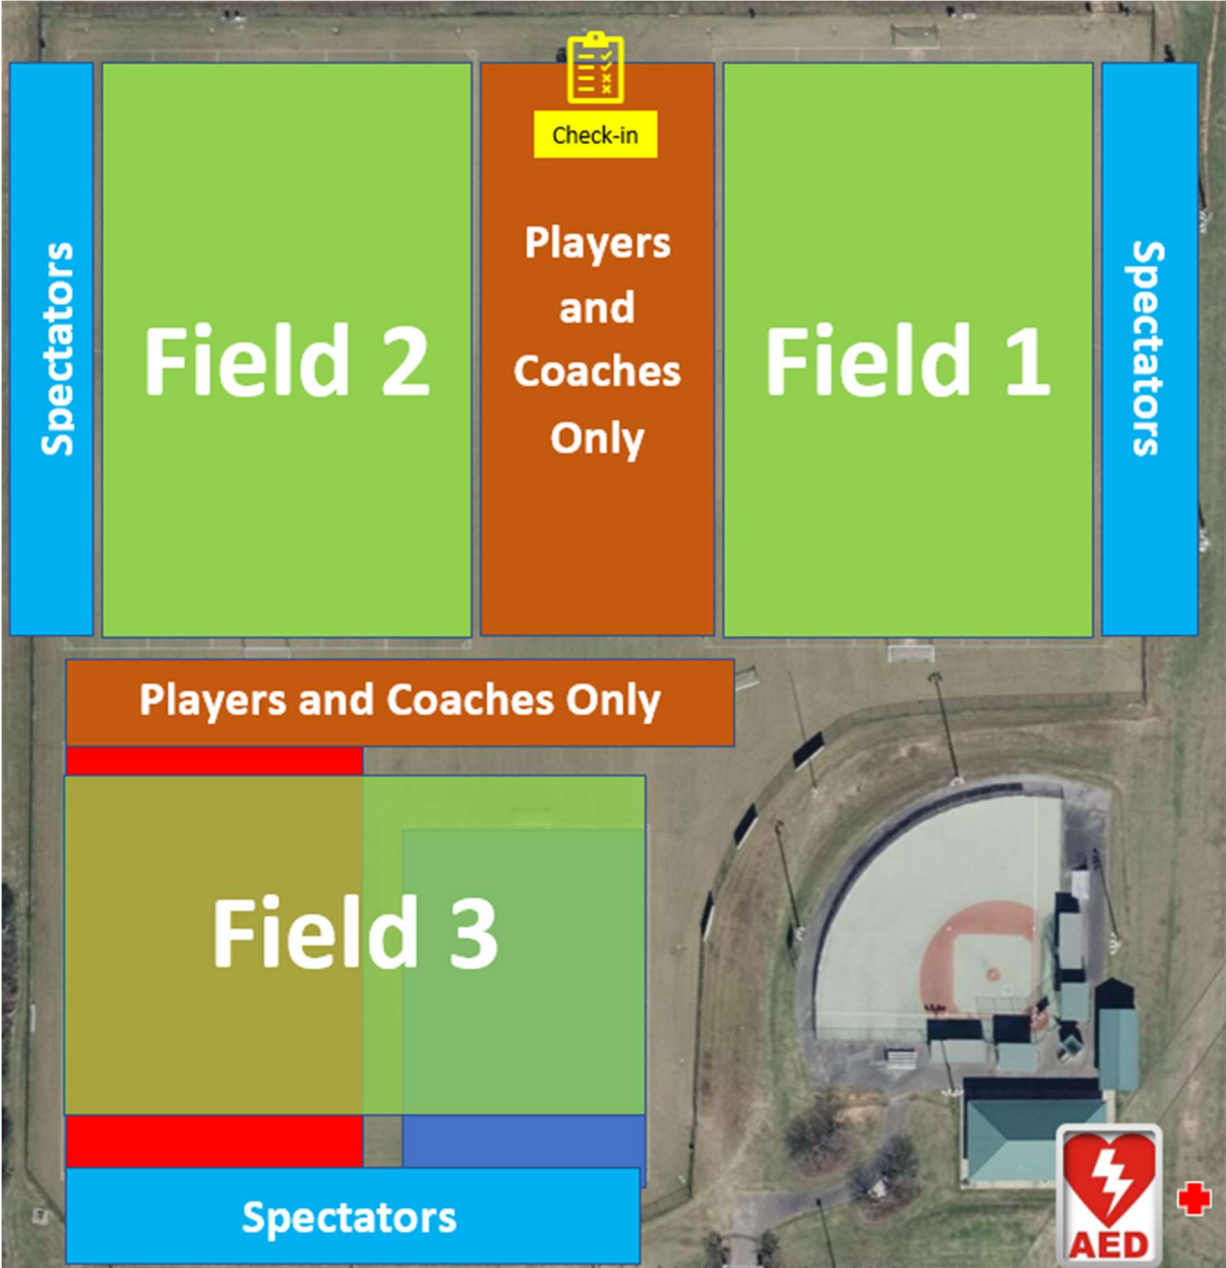 Check-in
Spectators
Field 2
Players
and
Coaches
Only
Field 1
Spectators
Players and Coaches Only
Field 3
Spectators
AED